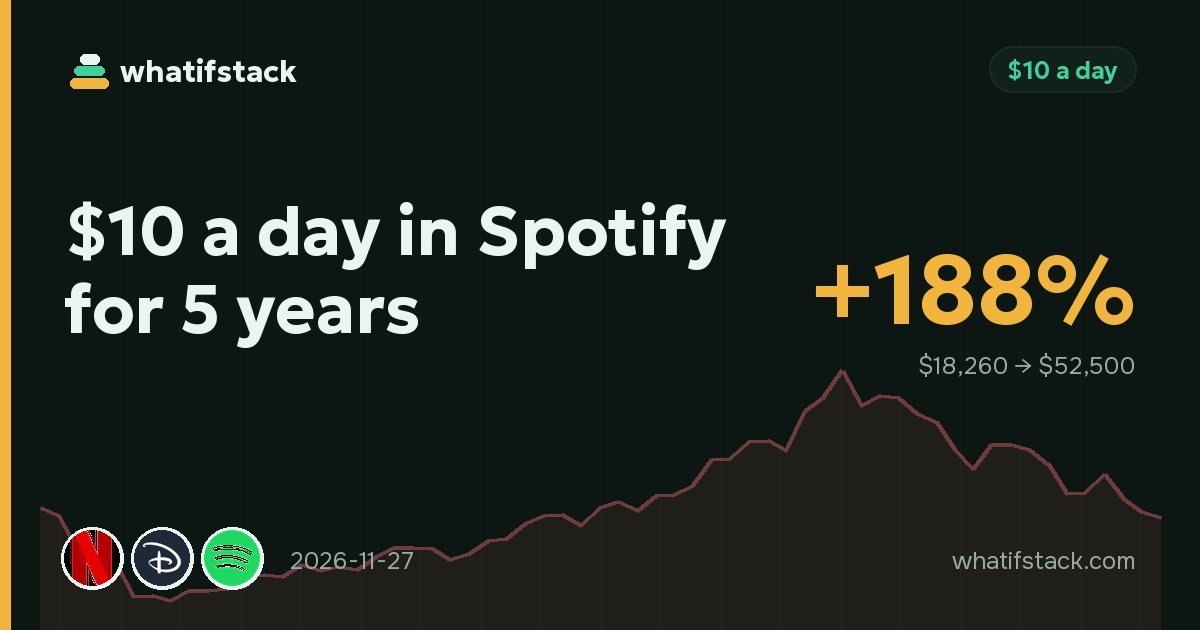 whatifstack
$10 a day
$10 a day in Spotify
for 5 years
+188%
$18,260 → $52,500
2026-11-27
whatifstack.com